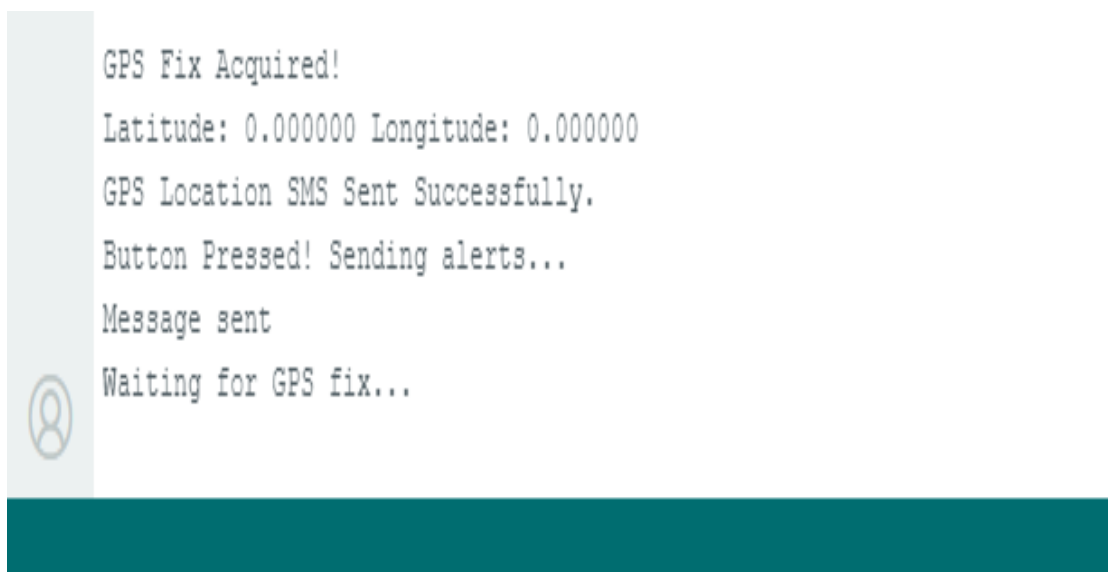 GPS Fix Acquired!
Latitude: 0.000000 Longitude: 0.000000
GPS Location SMS Sent Successfully.
Button Pressed! Sending alerts...
Message sent
Waiting for GPS fix...